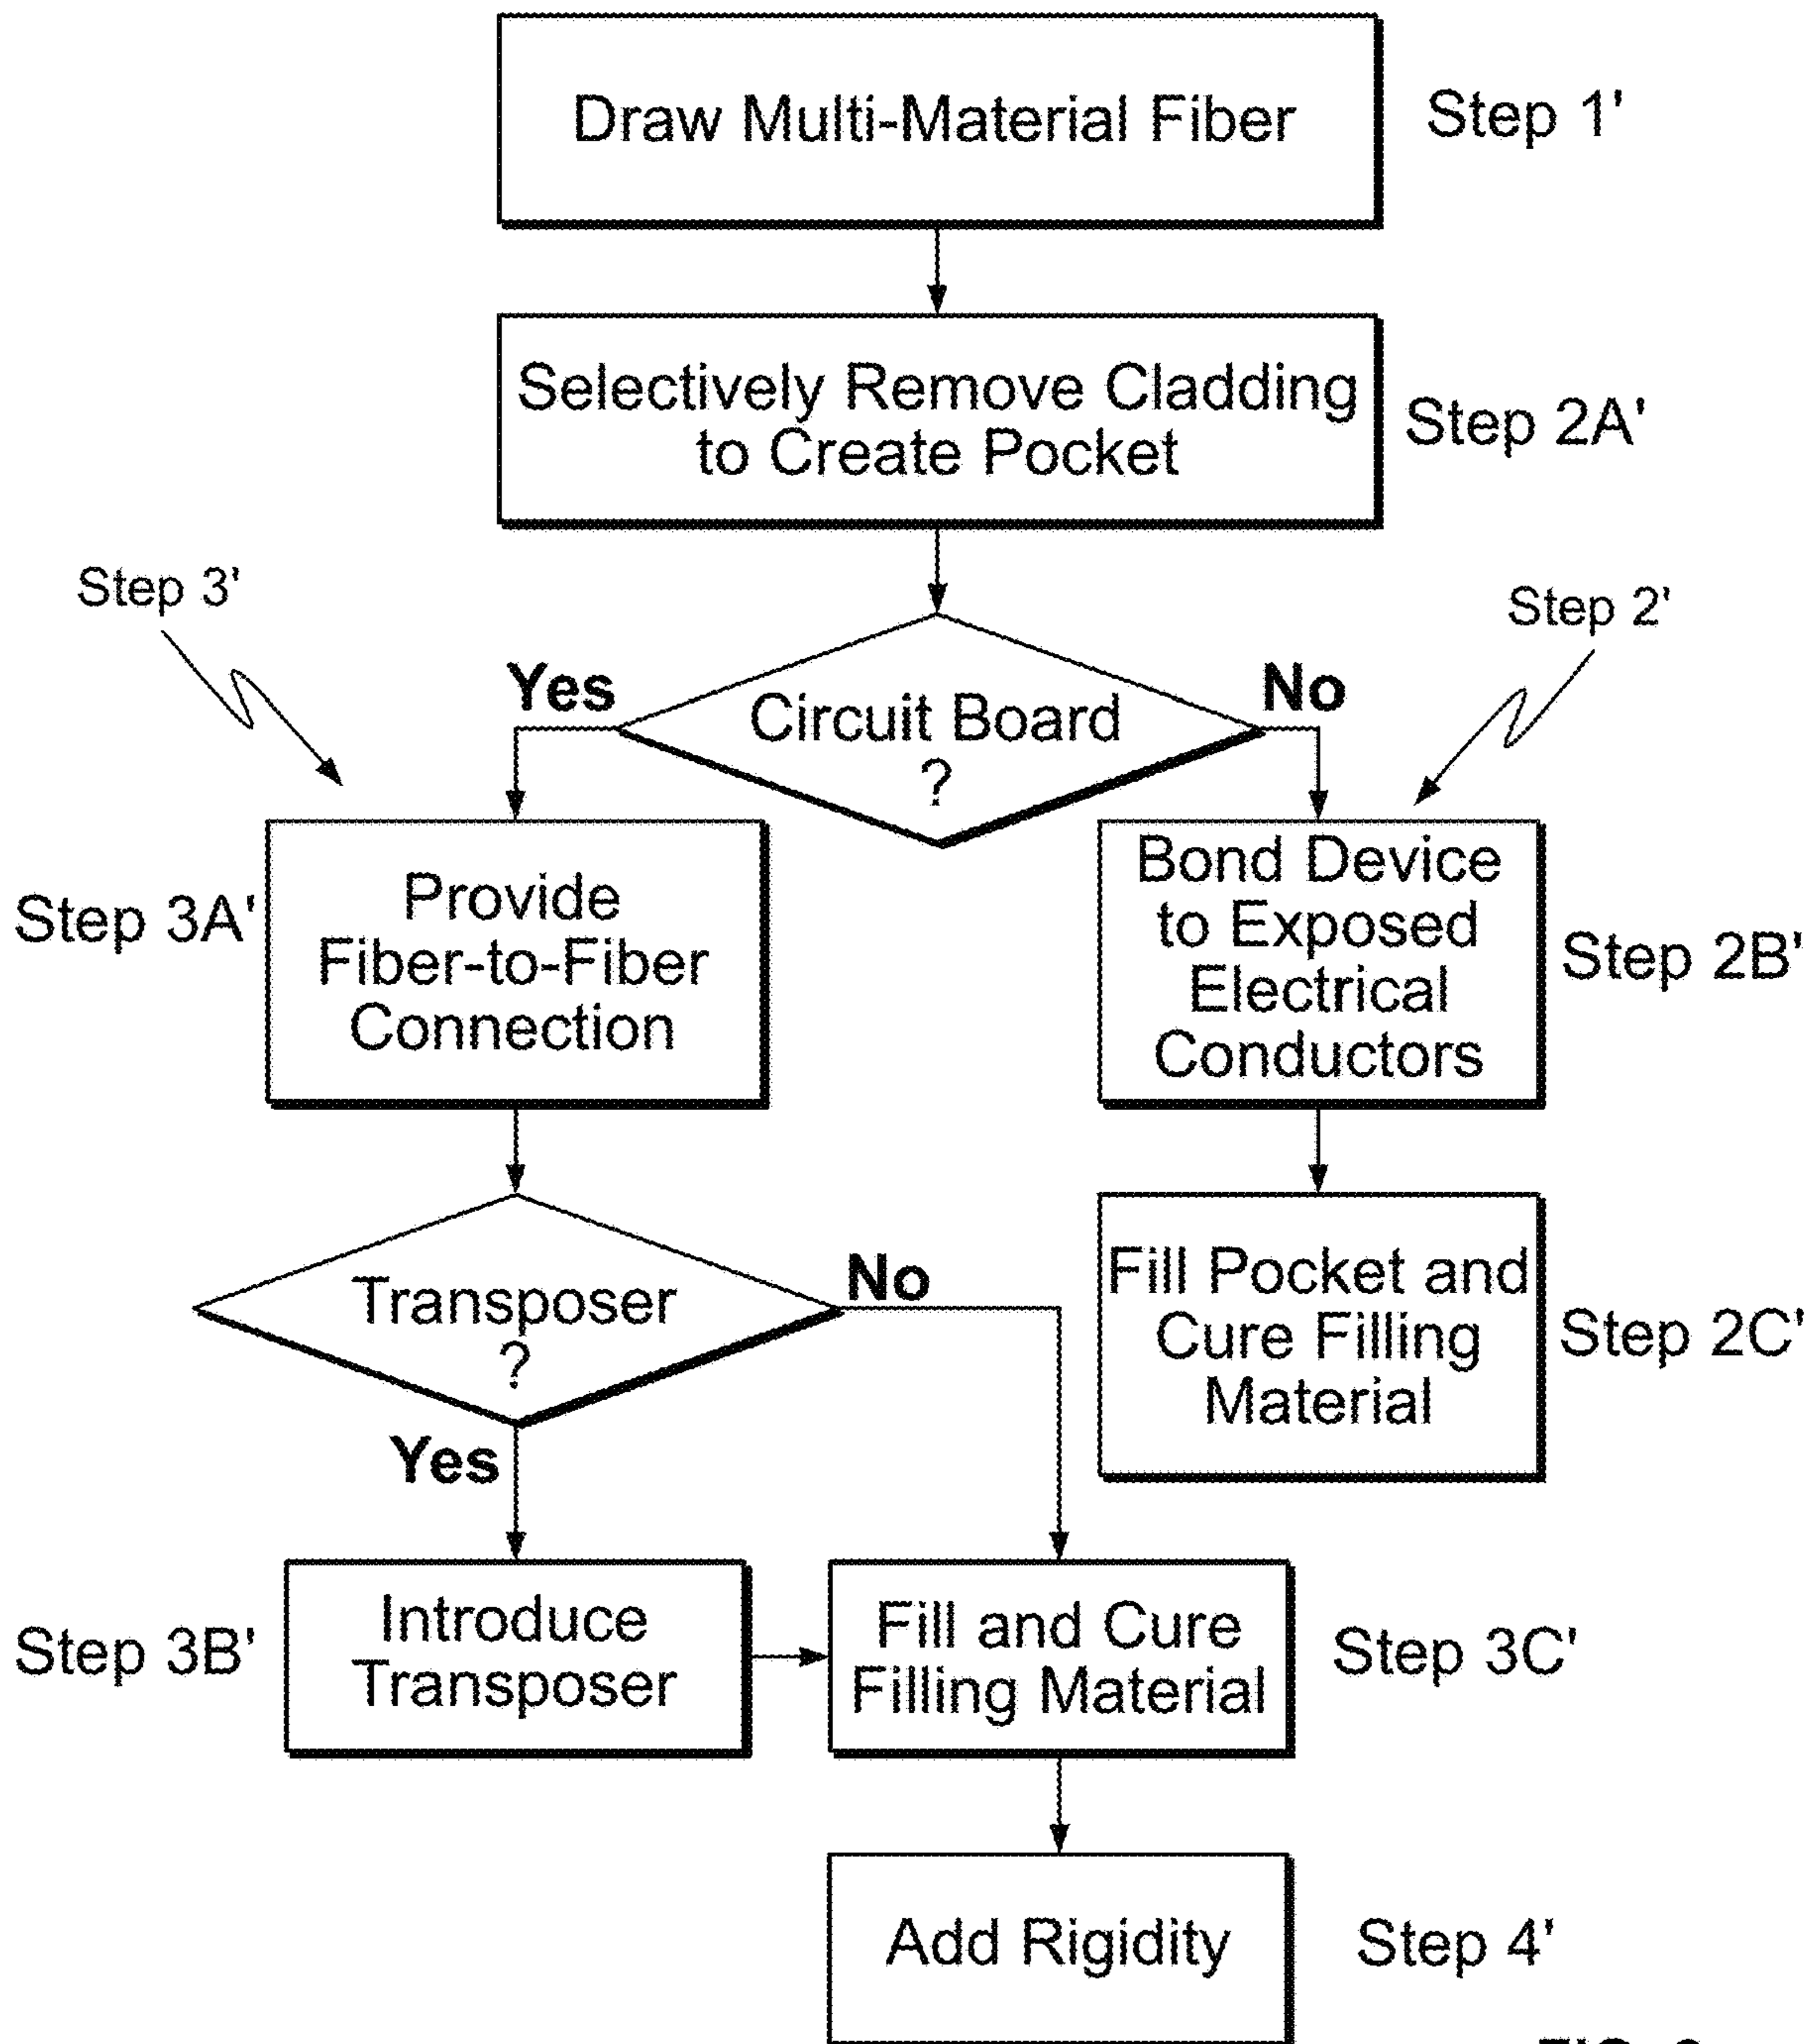 Draw Multi-Material Fiber
Step 1'
Selectively Remove Cladding
to Create Pocket
Step 2A'
Step 3'
Step 2'
Yes
No
Circuit Board
?
Step 3A'
Provide
Fiber-to-Fiber
Connection
Bond Device
to Exposed
Electrical
Conductors
Step 2B'
Transposer
?
No
Yes
Fill Pocket and
Cure Filling
Material
Step 2C'
Step 3B'
Introduce
Transposer
Fill and Cure
Filling Material
Step 3C'
Add Rigidity
Step 4'